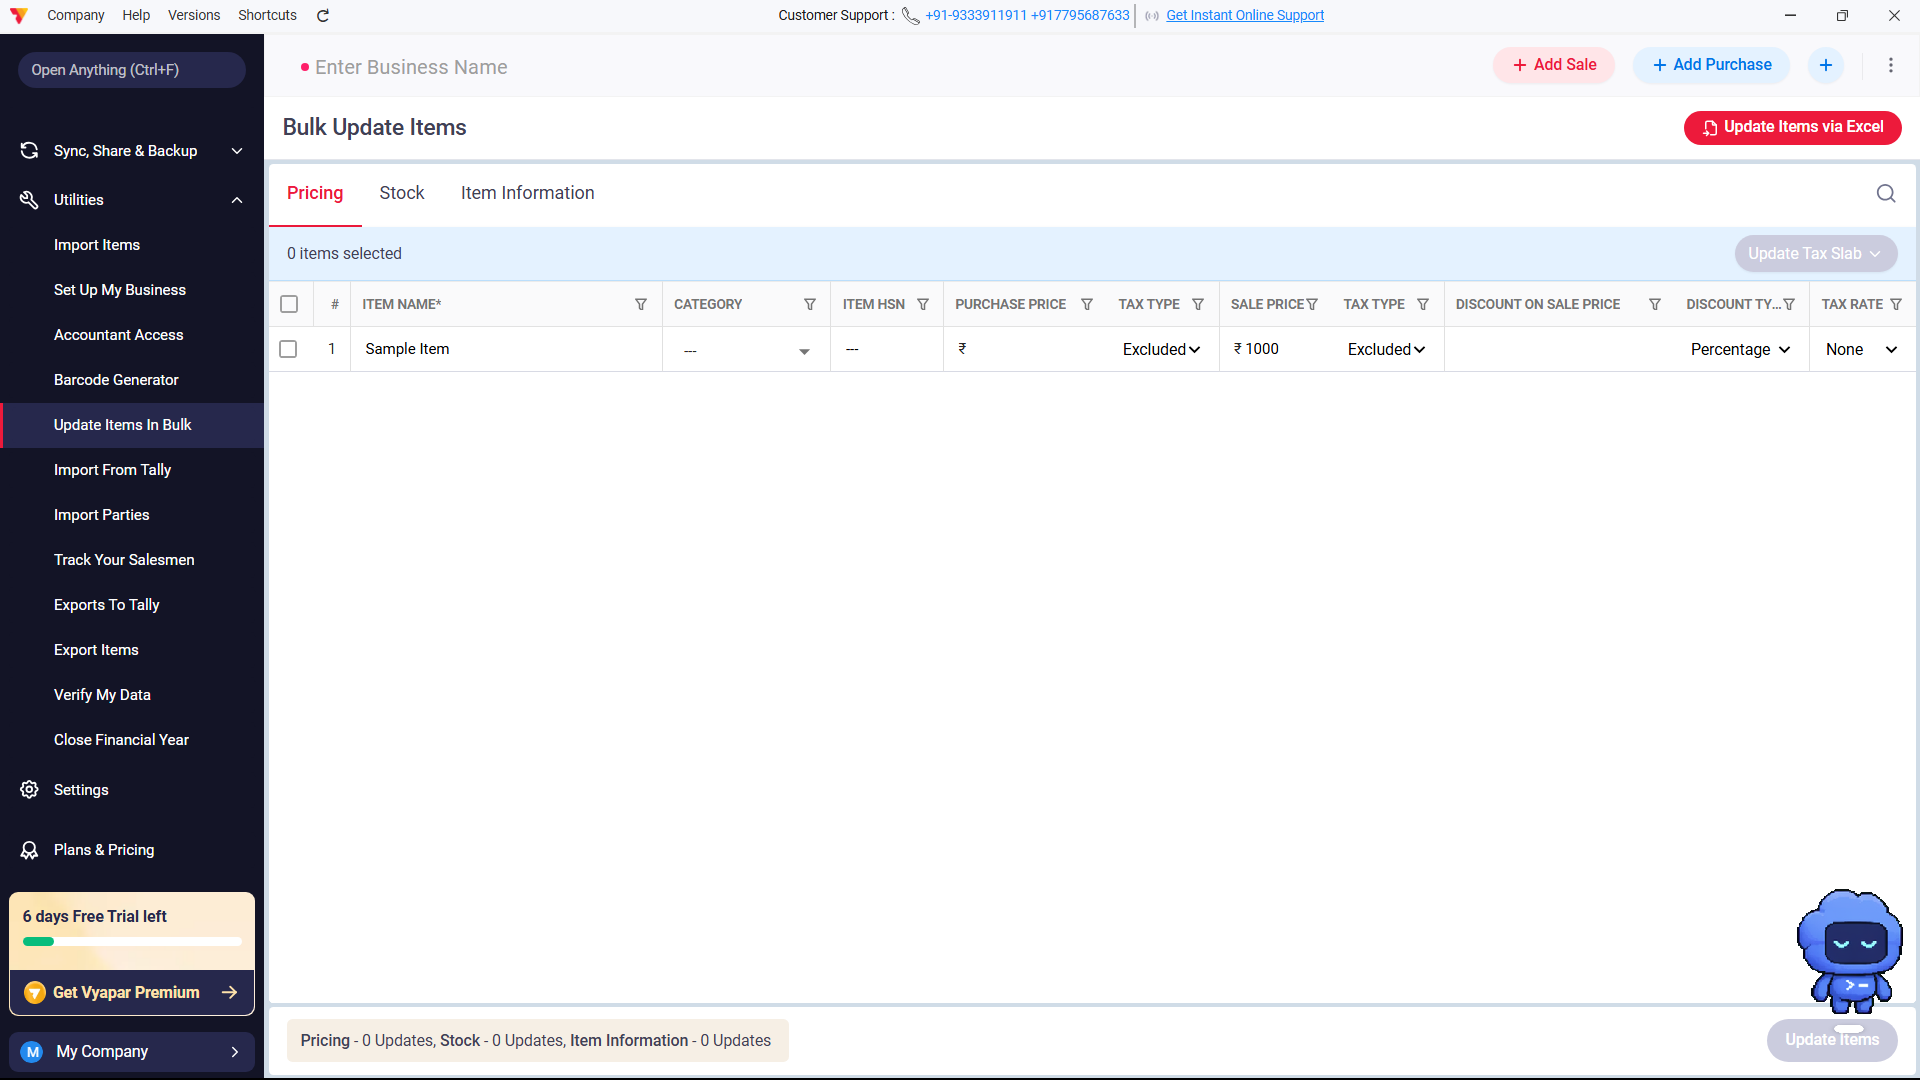 Company Help Versions Shortcuts
Customer Support : +91-9333911911 +917795687633 Get Instant Online Support
Open Anything (Ctrl+F)
Enter Business Name
+ Add Sale
+ Add Purchase
+
Bulk Update Items
Update Items via Excel
Sync, Share & Backup
Utilities
Import Items
Set Up My Business
Accountant Access
Barcode Generator
Update Items In Bulk
Import From Tally
Import Parties
Track Your Salesmen
Exports To Tally
Export Items
Verify My Data
Close Financial Year
Settings
Plans & Pricing
6 days Free Trial left
Get Vyapar Premium
M My Company
Pricing Stock Item Information
0 items selected
Update Tax Slab
# ITEM NAME* CATEGORY ITEM HSN PURCHASE PRICE TAX TYPE SALE PRICE TAX TYPE DISCOUNT ON SALE PRICE DISCOUNT TY... TAX RATE
1 Sample Item --- --- ₹ Excluded ₹ 1000 Excluded Percentage None
Pricing - 0 Updates, Stock - 0 Updates, Item Information - 0 Updates
Update Items